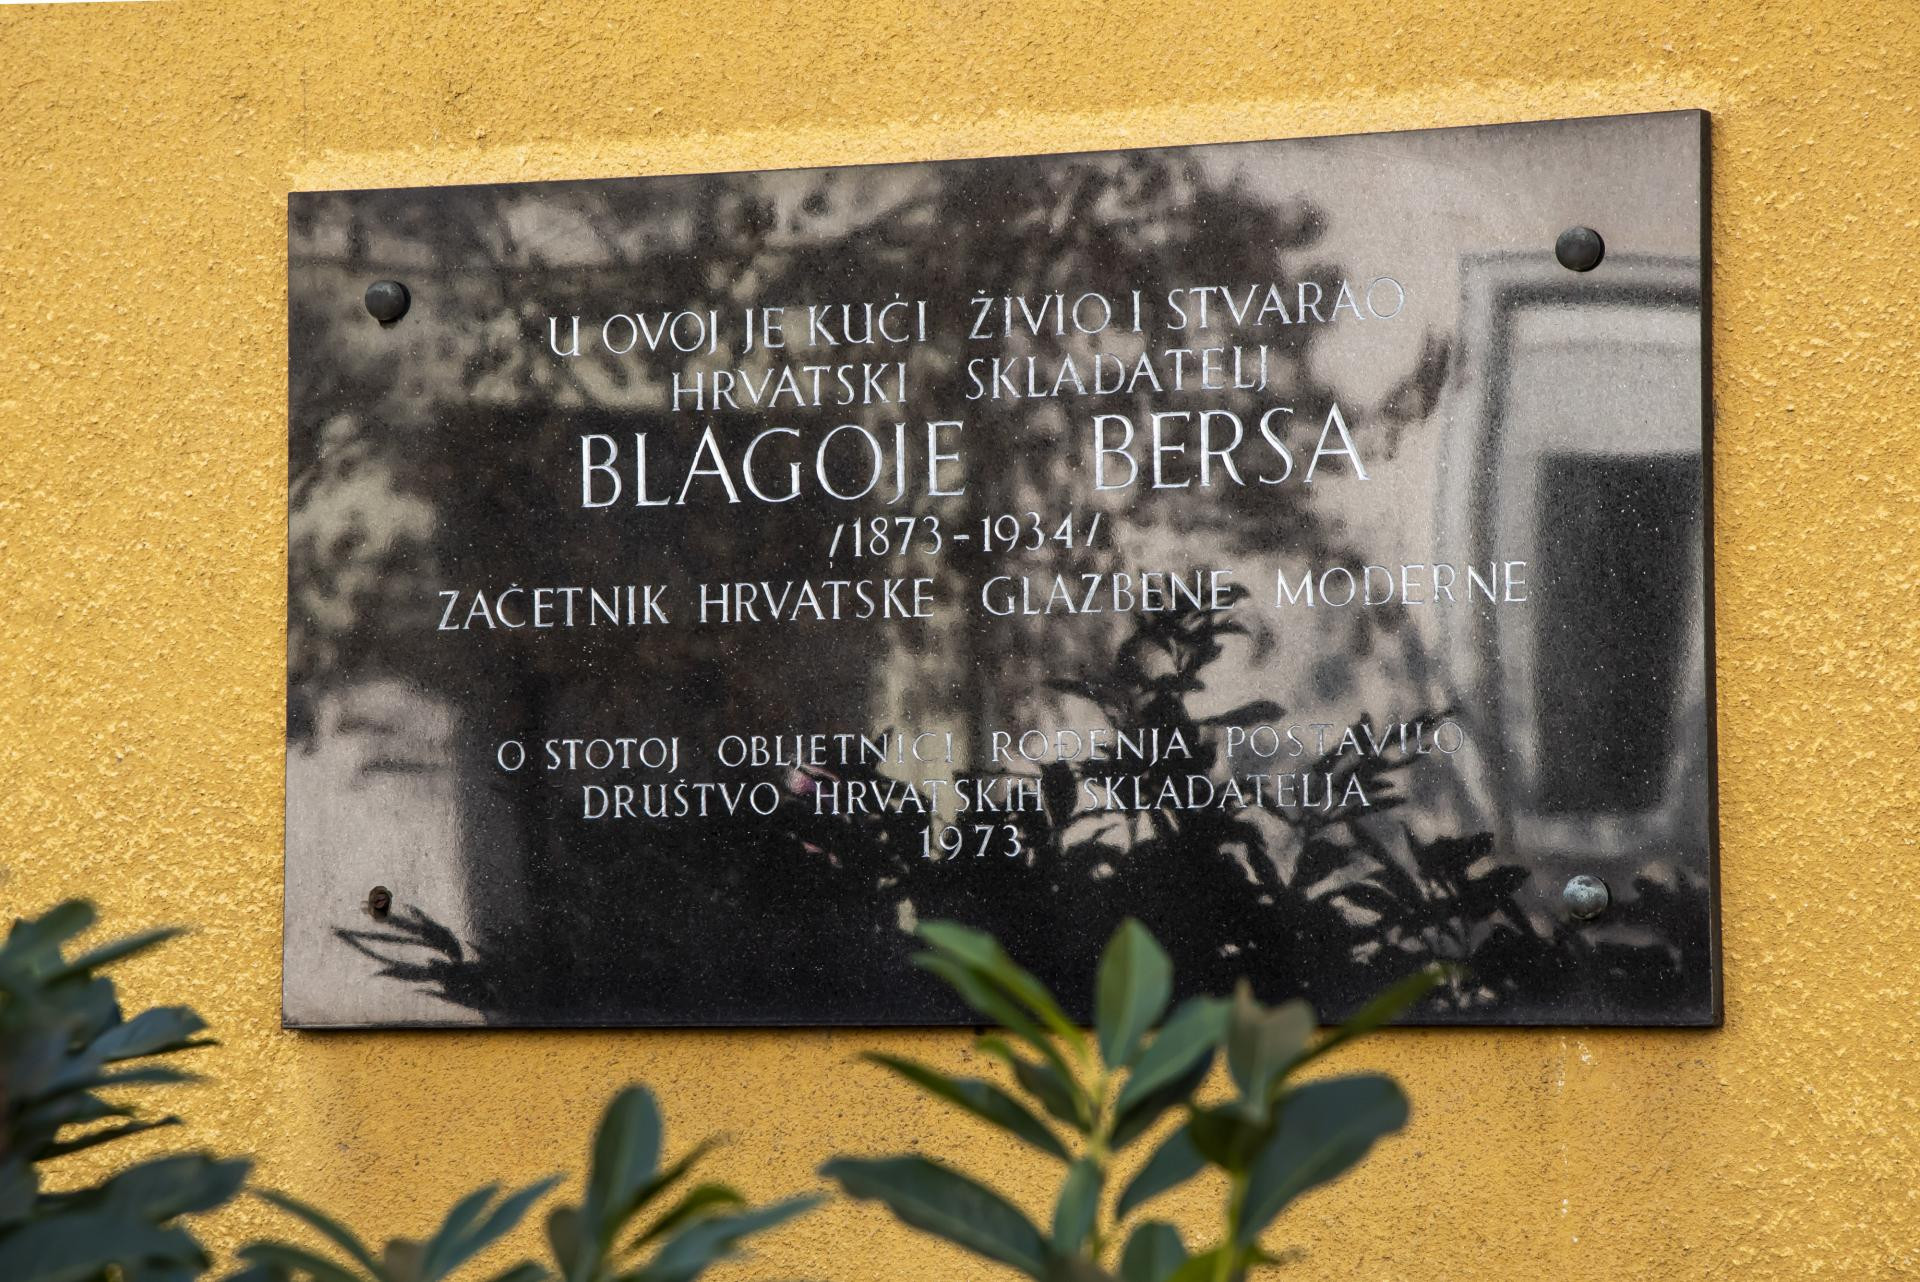 U OVOJ JE KUĆI ŽIVIO I STVARAO
HRVATSKI SKLADATELJ
BLAGOJE BERSA
/1873-1934/
ZAČETNIK HRVATSKE GLAZBENE MODERNE
O STOTOJ OBLJETNICI ROĐENJA POSTAVILO
DRUŠTVO HRVATSKIH SKLADATELJA
1973